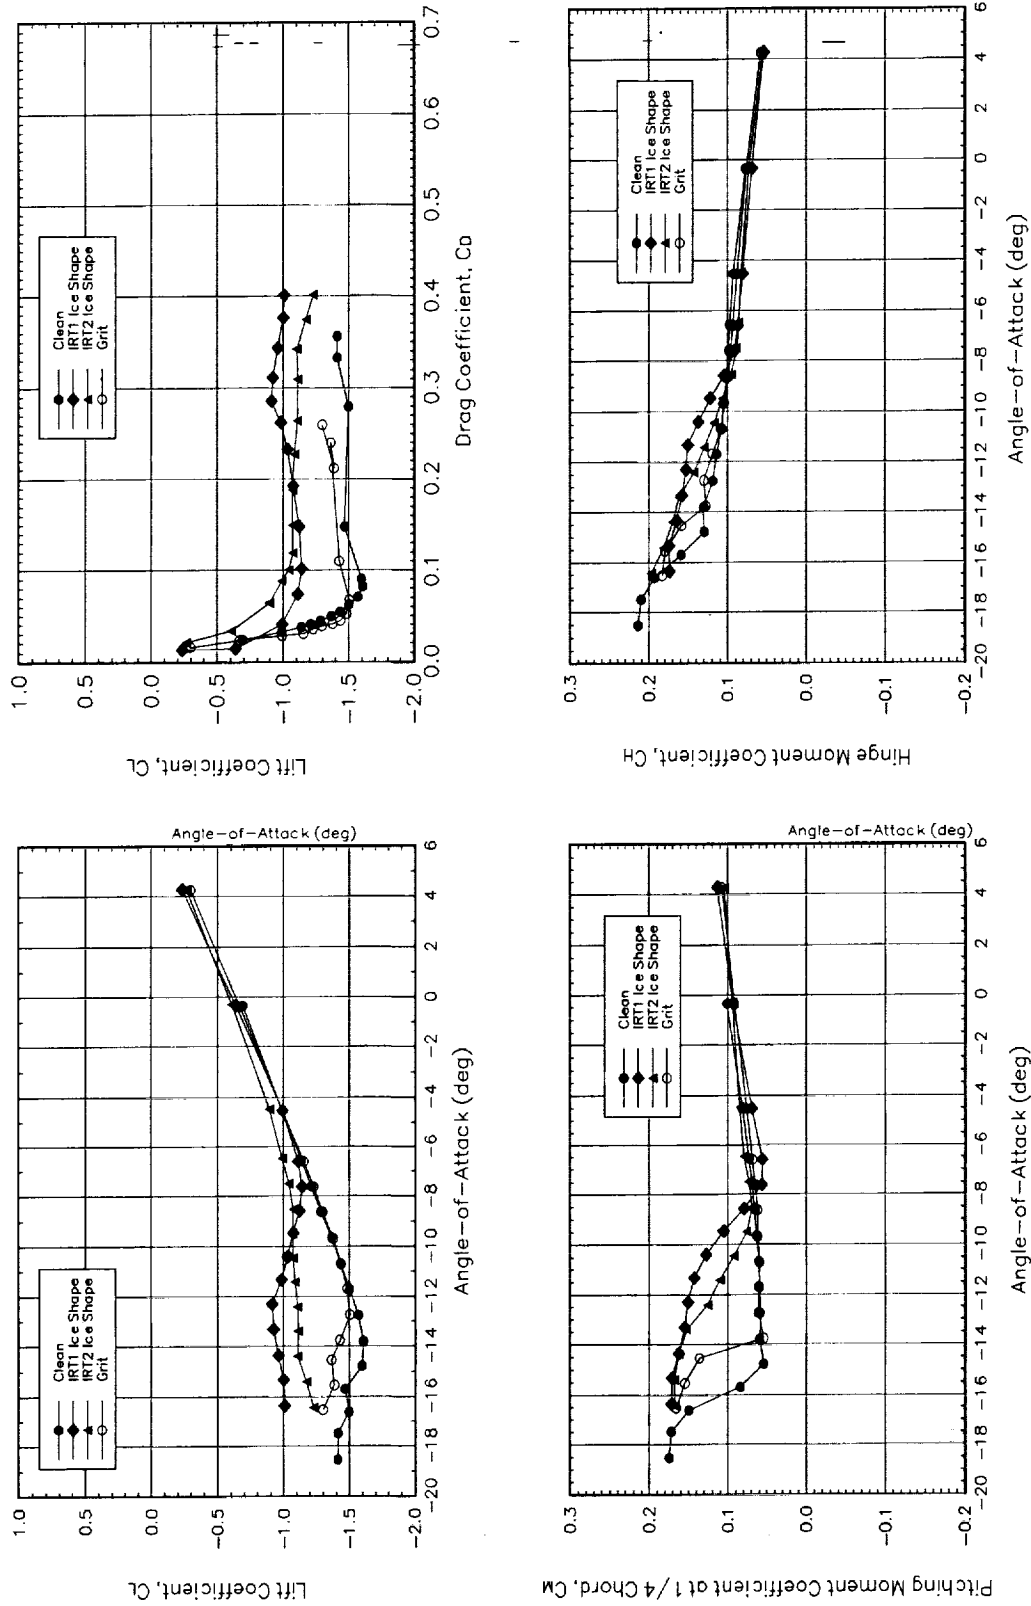 Lift Coefficient, CL
1.0
0.5
0.0
−0.5
−1.0
−1.5
−2.0
Clean
IRT1 Ice Shape
IRT2 Ice Shape
Grit
−20 −18 −16 −14 −12 −10 −8 −6 −4 −2 0 2 4 6
Angle−of−Attack (deg)
Angle−of−Attack (deg)
Lift Coefficient, CL
1.0
0.5
0.0
−0.5
−1.0
−1.5
−2.0
Clean
IRT1 Ice Shape
IRT2 Ice Shape
Grit
0.0 0.1 0.2 0.3 0.4 0.5 0.6 0.7
Drag Coefficient, CD
Pitching Moment Coefficient at 1/4 Chord, CM
0.3
0.2
0.1
0.0
−0.1
−0.2
Clean
IRT1 Ice Shape
IRT2 Ice Shape
Grit
−20 −18 −16 −14 −12 −10 −8 −6 −4 −2 0 2 4 6
Angle−of−Attack (deg)
Angle−of−Attack (deg)
Hinge Moment Coefficient, CH
0.3
0.2
0.1
0.0
−0.1
−0.2
Clean
IRT1 Ice Shape
IRT2 Ice Shape
Grit
−20 −18 −16 −14 −12 −10 −8 −6 −4 −2 0 2 4 6
Angle−of−Attack (deg)